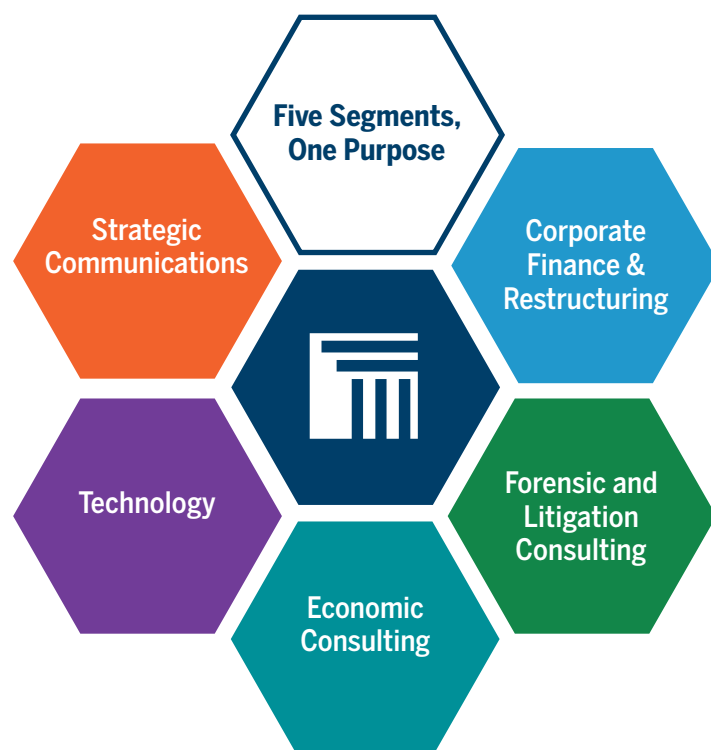 Five Segments,
One Purpose
Strategic
Communications
Corporate
Finance &
Restructuring
Technology
Forensic and
Litigation
Consulting
Economic
Consulting